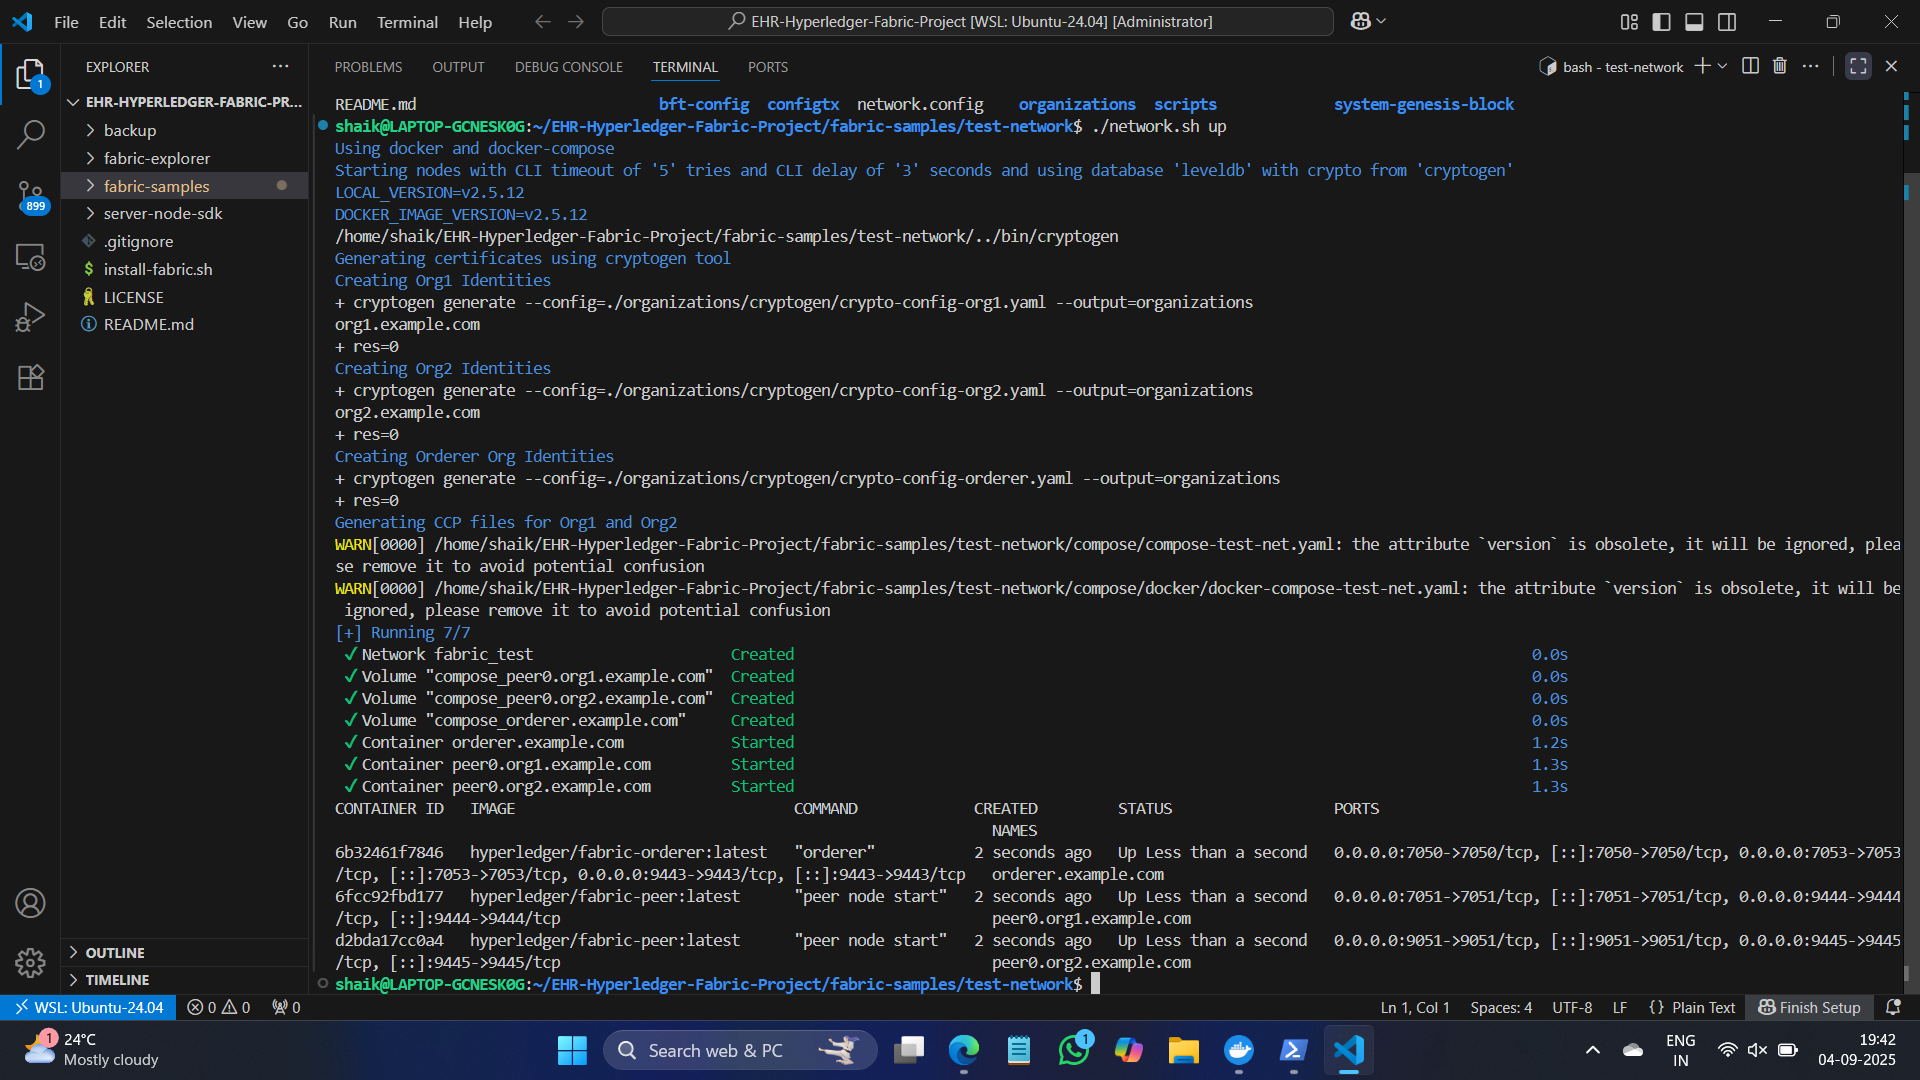 File Edit Selection View Go Run Terminal Help
EHR-Hyperledger-Fabric-Project [WSL: Ubuntu-24.04] [Administrator]
EXPLORER
1
EHR-HYPERLEDGER-FABRIC-PR...
backup
fabric-explorer
fabric-samples
server-node-sdk
.gitignore
install-fabric.sh
LICENSE
README.md
899
OUTLINE
TIMELINE
PROBLEMS OUTPUT DEBUG CONSOLE TERMINAL PORTS
bash - test-network
README.md bft-config configtx network.config organizations scripts system-genesis-block
shaik@LAPTOP-GCNESK0G:~/EHR-Hyperledger-Fabric-Project/fabric-samples/test-network$ ./network.sh up
Using docker and docker-compose
Starting nodes with CLI timeout of '5' tries and CLI delay of '3' seconds and using database 'leveldb' with crypto from 'cryptogen'
LOCAL_VERSION=v2.5.12
DOCKER_IMAGE_VERSION=v2.5.12
/home/shaik/EHR-Hyperledger-Fabric-Project/fabric-samples/test-network/../bin/cryptogen
Generating certificates using cryptogen tool
Creating Org1 Identities
+ cryptogen generate --config=./organizations/cryptogen/crypto-config-org1.yaml --output=organizations
org1.example.com
+ res=0
Creating Org2 Identities
+ cryptogen generate --config=./organizations/cryptogen/crypto-config-org2.yaml --output=organizations
org2.example.com
+ res=0
Creating Orderer Org Identities
+ cryptogen generate --config=./organizations/cryptogen/crypto-config-orderer.yaml --output=organizations
+ res=0
Generating CCP files for Org1 and Org2
WARN[0000] /home/shaik/EHR-Hyperledger-Fabric-Project/fabric-samples/test-network/compose/compose-test-net.yaml: the attribute `version` is obsolete, it will be ignored, plea
se remove it to avoid potential confusion
WARN[0000] /home/shaik/EHR-Hyperledger-Fabric-Project/fabric-samples/test-network/compose/docker/docker-compose-test-net.yaml: the attribute `version` is obsolete, it will be
ignored, please remove it to avoid potential confusion
[+] Running 7/7
✔ Network fabric_test Created 0.0s
✔ Volume "compose_peer0.org1.example.com" Created 0.0s
✔ Volume "compose_peer0.org2.example.com" Created 0.0s
✔ Volume "compose_orderer.example.com" Created 0.0s
✔ Container orderer.example.com Started 1.2s
✔ Container peer0.org1.example.com Started 1.3s
✔ Container peer0.org2.example.com Started 1.3s
CONTAINER ID IMAGE COMMAND CREATED STATUS PORTS
NAMES
6b32461f7846 hyperledger/fabric-orderer:latest "orderer" 2 seconds ago Up Less than a second 0.0.0.0:7050->7050/tcp, [::]:7050->7050/tcp, 0.0.0.0:7053->7053
/tcp, [::]:7053->7053/tcp, 0.0.0.0:9443->9443/tcp, [::]:9443->9443/tcp orderer.example.com
6fcc92fbd177 hyperledger/fabric-peer:latest "peer node start" 2 seconds ago Up Less than a second 0.0.0.0:7051->7051/tcp, [::]:7051->7051/tcp, 0.0.0.0:9444->9444
/tcp, [::]:9444->9444/tcp peer0.org1.example.com
d2bda17cc0a4 hyperledger/fabric-peer:latest "peer node start" 2 seconds ago Up Less than a second 0.0.0.0:9051->9051/tcp, [::]:9051->9051/tcp, 0.0.0.0:9445->9445
/tcp, [::]:9445->9445/tcp peer0.org2.example.com
shaik@LAPTOP-GCNESK0G:~/EHR-Hyperledger-Fabric-Project/fabric-samples/test-network$
WSL: Ubuntu-24.04 0 0 0 Ln 1, Col 1 Spaces: 4 UTF-8 LF {} Plain Text Finish Setup
1
24°C
Mostly cloudy
Search web & PC
1
ENG
IN
19:42
04-09-2025